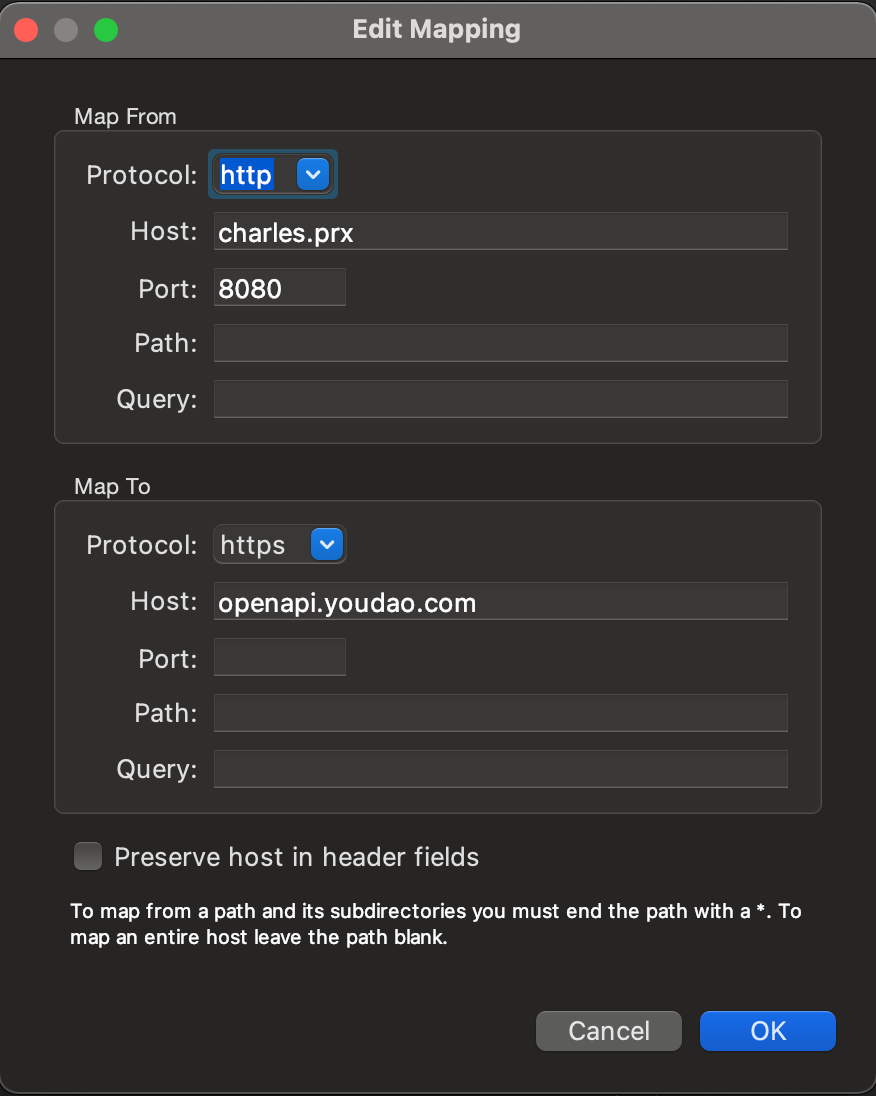 Edit Mapping
Map From
Protocol: http
Host: charles.prx
Port: 8080
Path:
Query:
Map To
Protocol: https
Host: openapi.youdao.com
Port:
Path:
Query:
Preserve host in header fields
To map from a path and its subdirectories you must end the path with a *. To
map an entire host leave the path blank.
Cancel OK